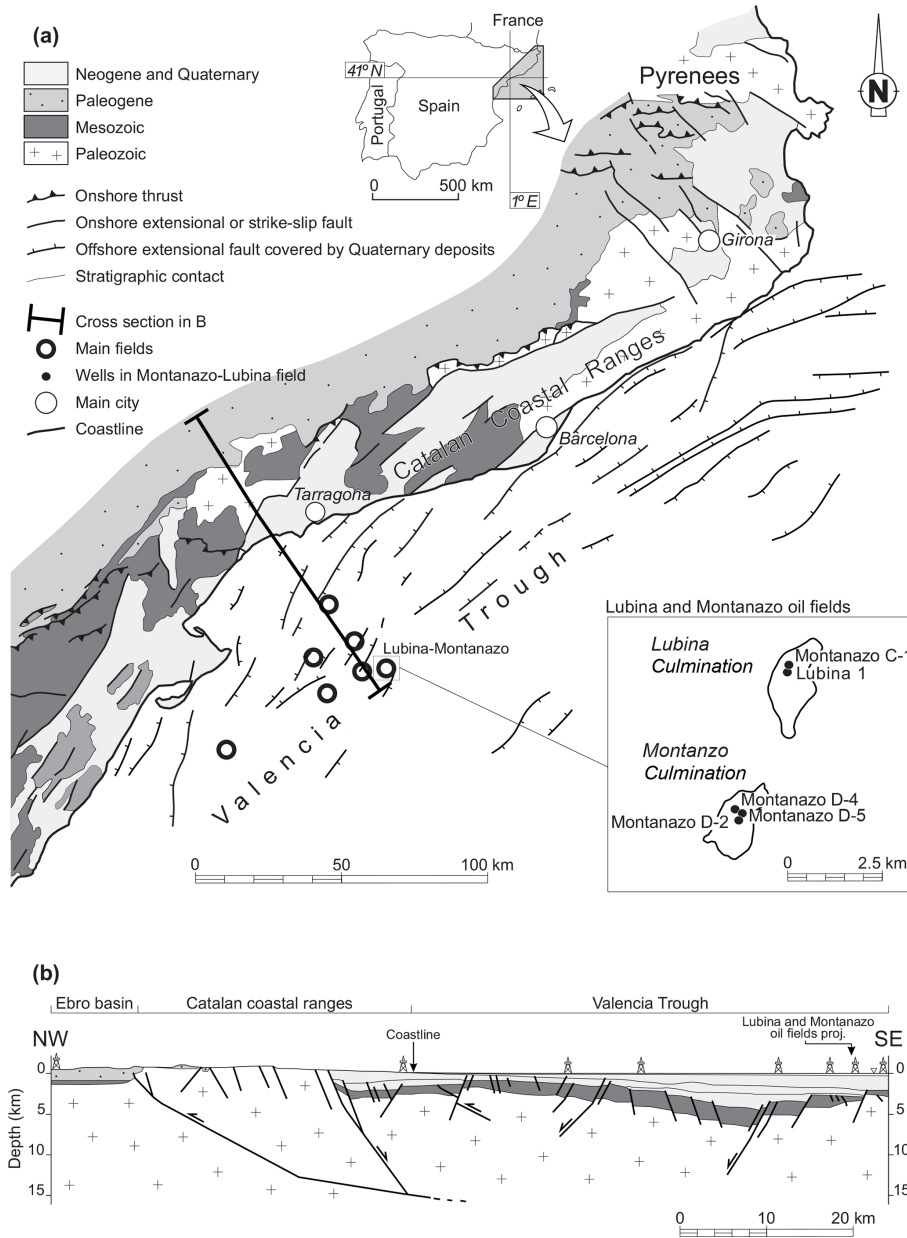 (a)
Neogene and Quaternary
Paleogene
Mesozoic
Paleozoic
Onshore thrust
Onshore extensional or strike-slip fault
Offshore extensional fault covered by Quaternary deposits
Stratigraphic contact
Cross section in B
Main fields
Wells in Montanazo-Lubina field
Main city
Coastline
France
41º N
Portugal
Spain
0 500 km
1º E
Pyrenees
N
Girona
Catalan Coastal Ranges
Barcelona
Tarragona
Valencia Trough
Lubina-Montanazo
0 50 100 km
Lubina and Montanazo oil fields
Lubina
Culmination
Montanazo C-1
Lubina 1
Montanzo
Culmination
Montanazo D-4
Montanazo D-5
Montanazo D-2
0 2.5 km
(b)
Ebro basin
Catalan coastal ranges
Valencia Trough
NW
Coastline
Lubina and Montanazo
oil fields proj.
SE
Depth (km)
0
5
10
15
0
5
10
15
0 10 20 km